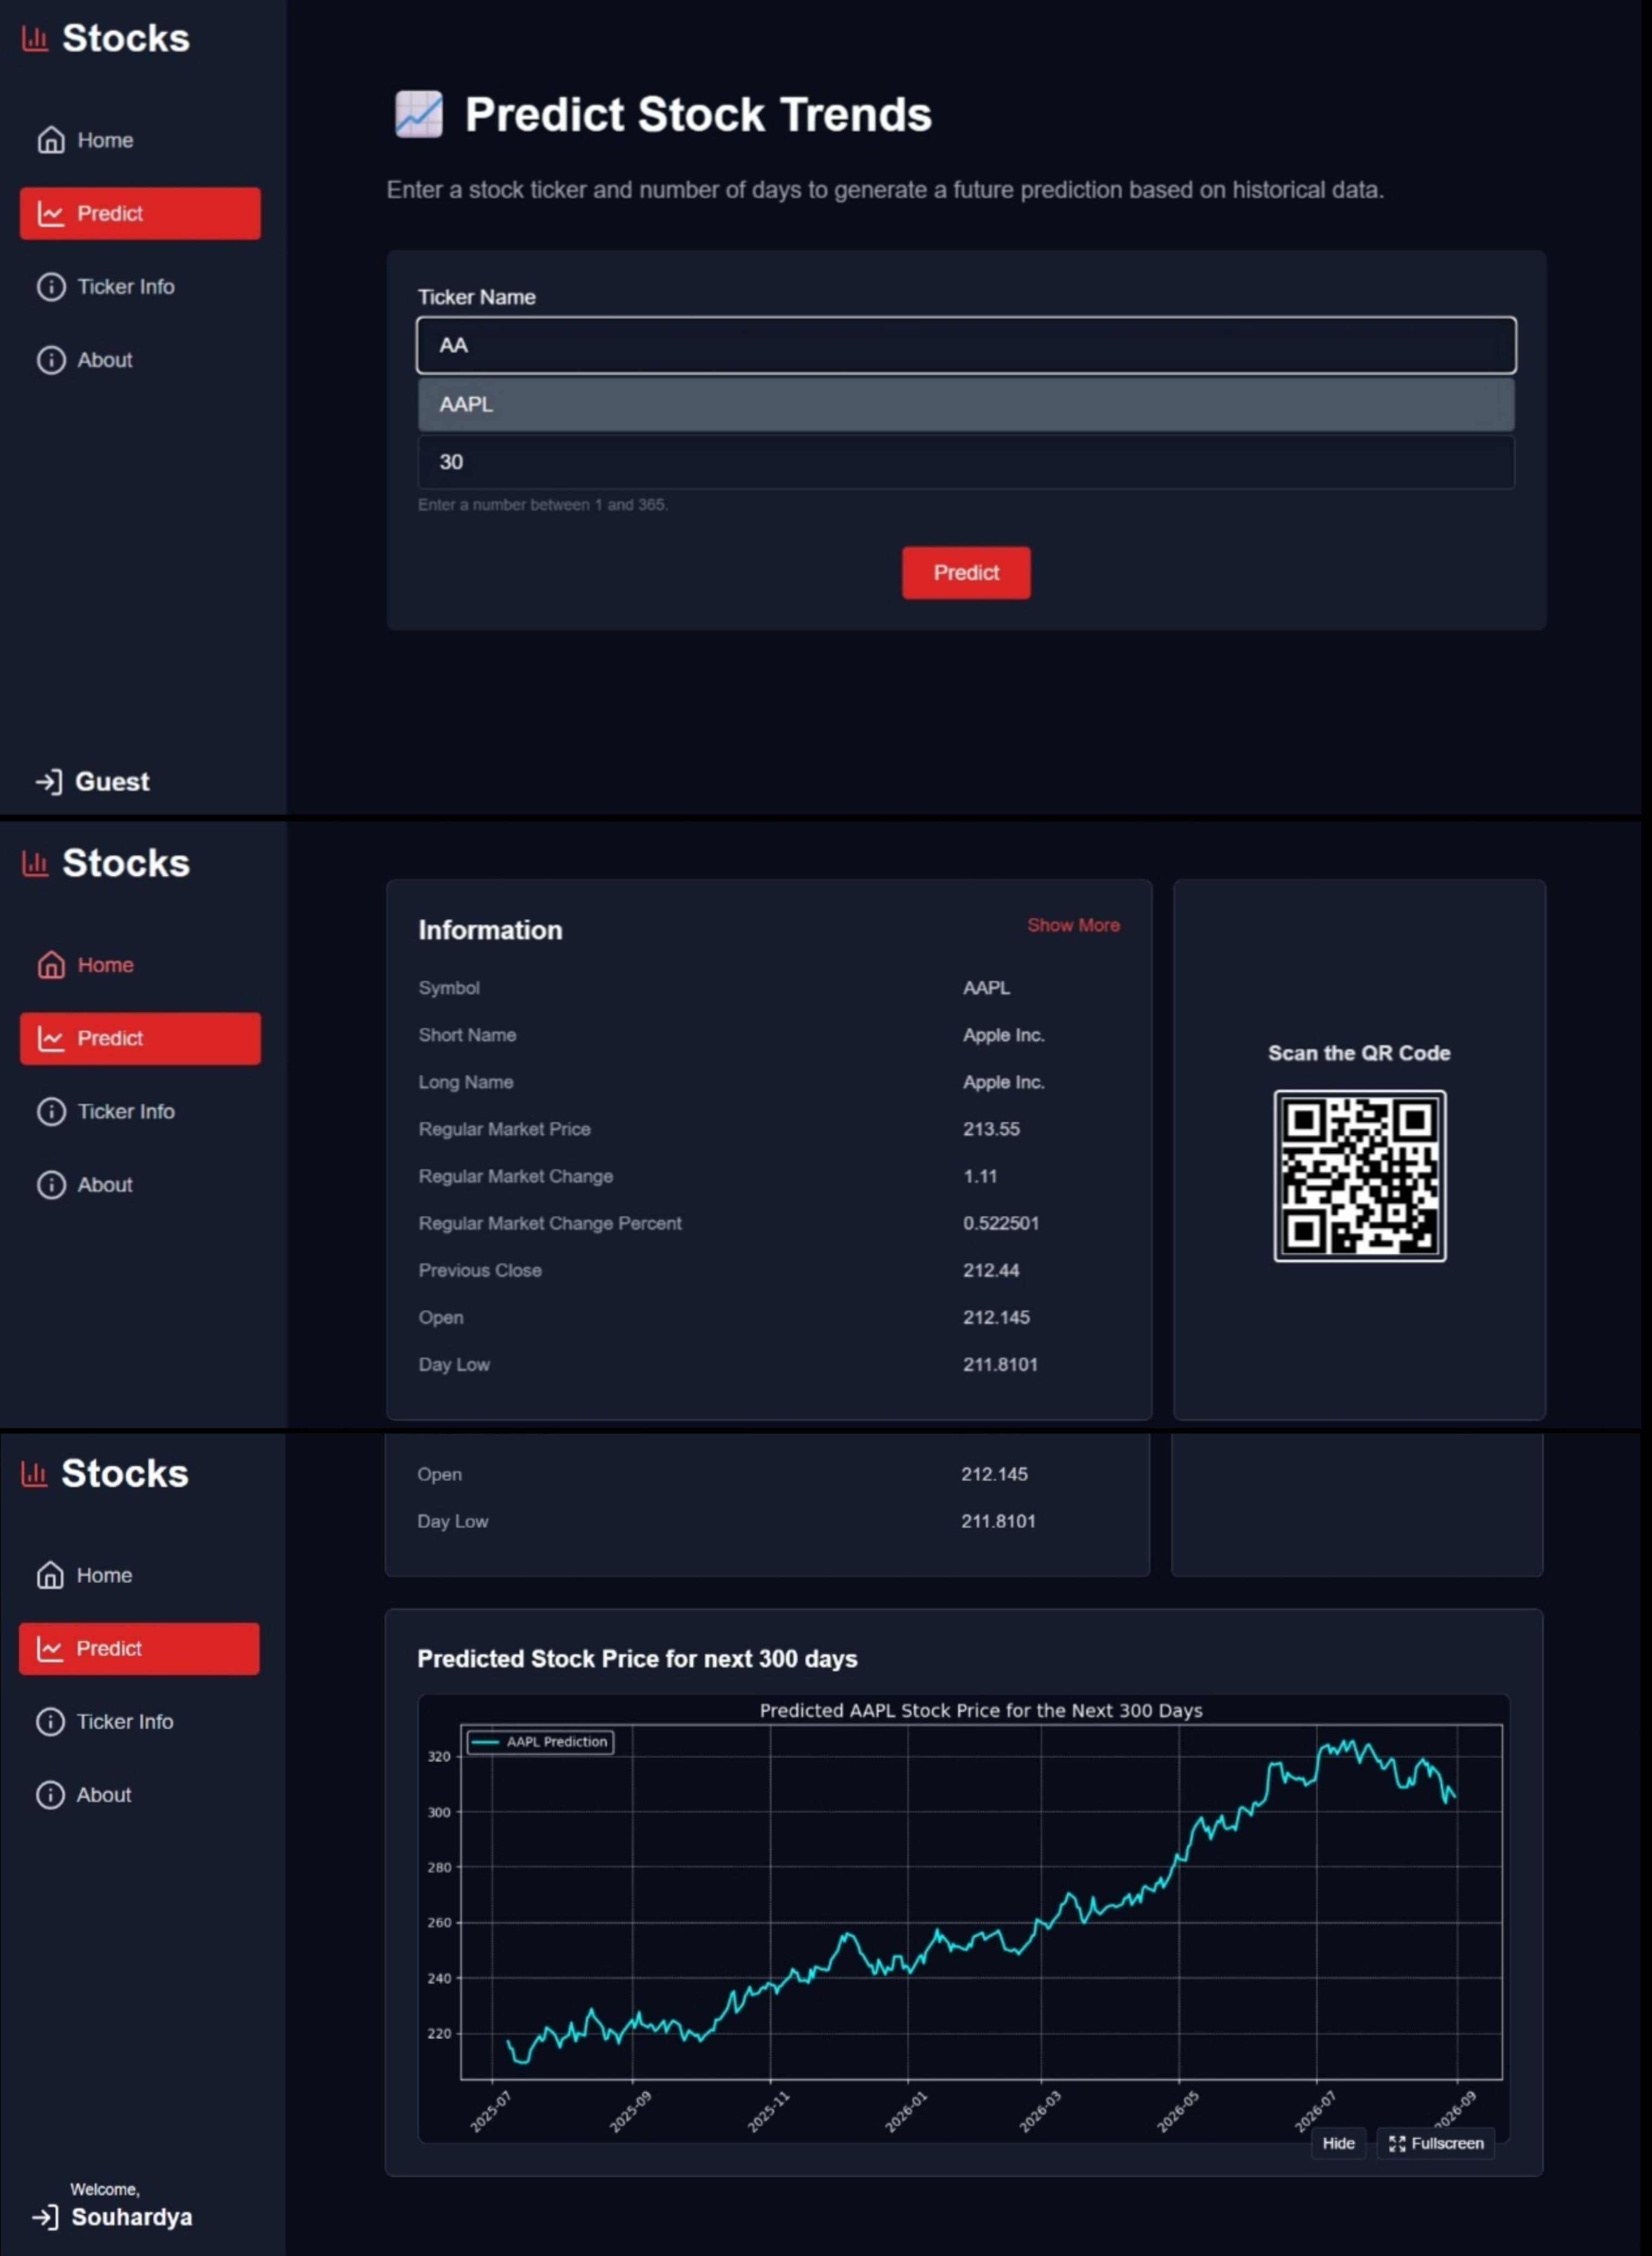 Stocks
Home
Predict
Ticker Info
About
Guest
Predict Stock Trends
Enter a stock ticker and number of days to generate a future prediction based on historical data.
Ticker Name
AA
AAPL
30
Enter a number between 1 and 365.
Predict
Stocks
Home
Predict
Ticker Info
About
Information Show More
Symbol AAPL
Short Name Apple Inc.
Long Name Apple Inc.
Regular Market Price 213.55
Regular Market Change 1.11
Regular Market Change Percent 0.522501
Previous Close 212.44
Open 212.145
Day Low 211.8101
Scan the QR Code
Stocks
Home
Predict
Ticker Info
About
Welcome,
Souhardya
Open 212.145
Day Low 211.8101
Predicted Stock Price for next 300 days
Predicted AAPL Stock Price for the Next 300 Days
AAPL Prediction
320
300
280
260
240
220
2025-07 2025-09 2025-11 2026-01 2026-03 2026-05 2026-07 2026-09
Hide Fullscreen